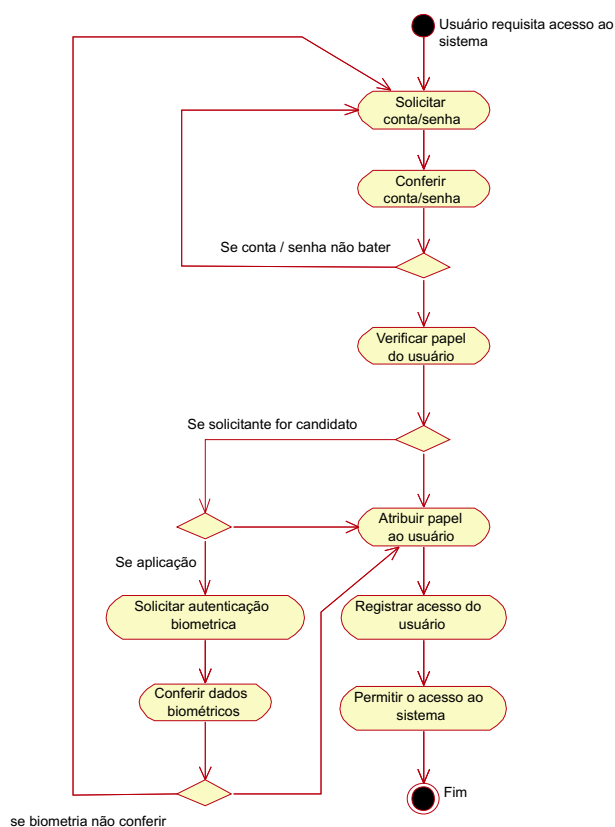 Usuário requisita acesso ao
sistema
Solicitar
conta/senha
Conferir
conta/senha
Se conta / senha não bater
Verificar papel
do usuário
Se solicitante for candidato
Atribuir papel
ao usuário
Se aplicação
Solicitar autenticação
biometrica
Registrar acesso do
usuário
Conferir dados
biométricos
Permitir o acesso ao
sistema
Fim
se biometria não conferir